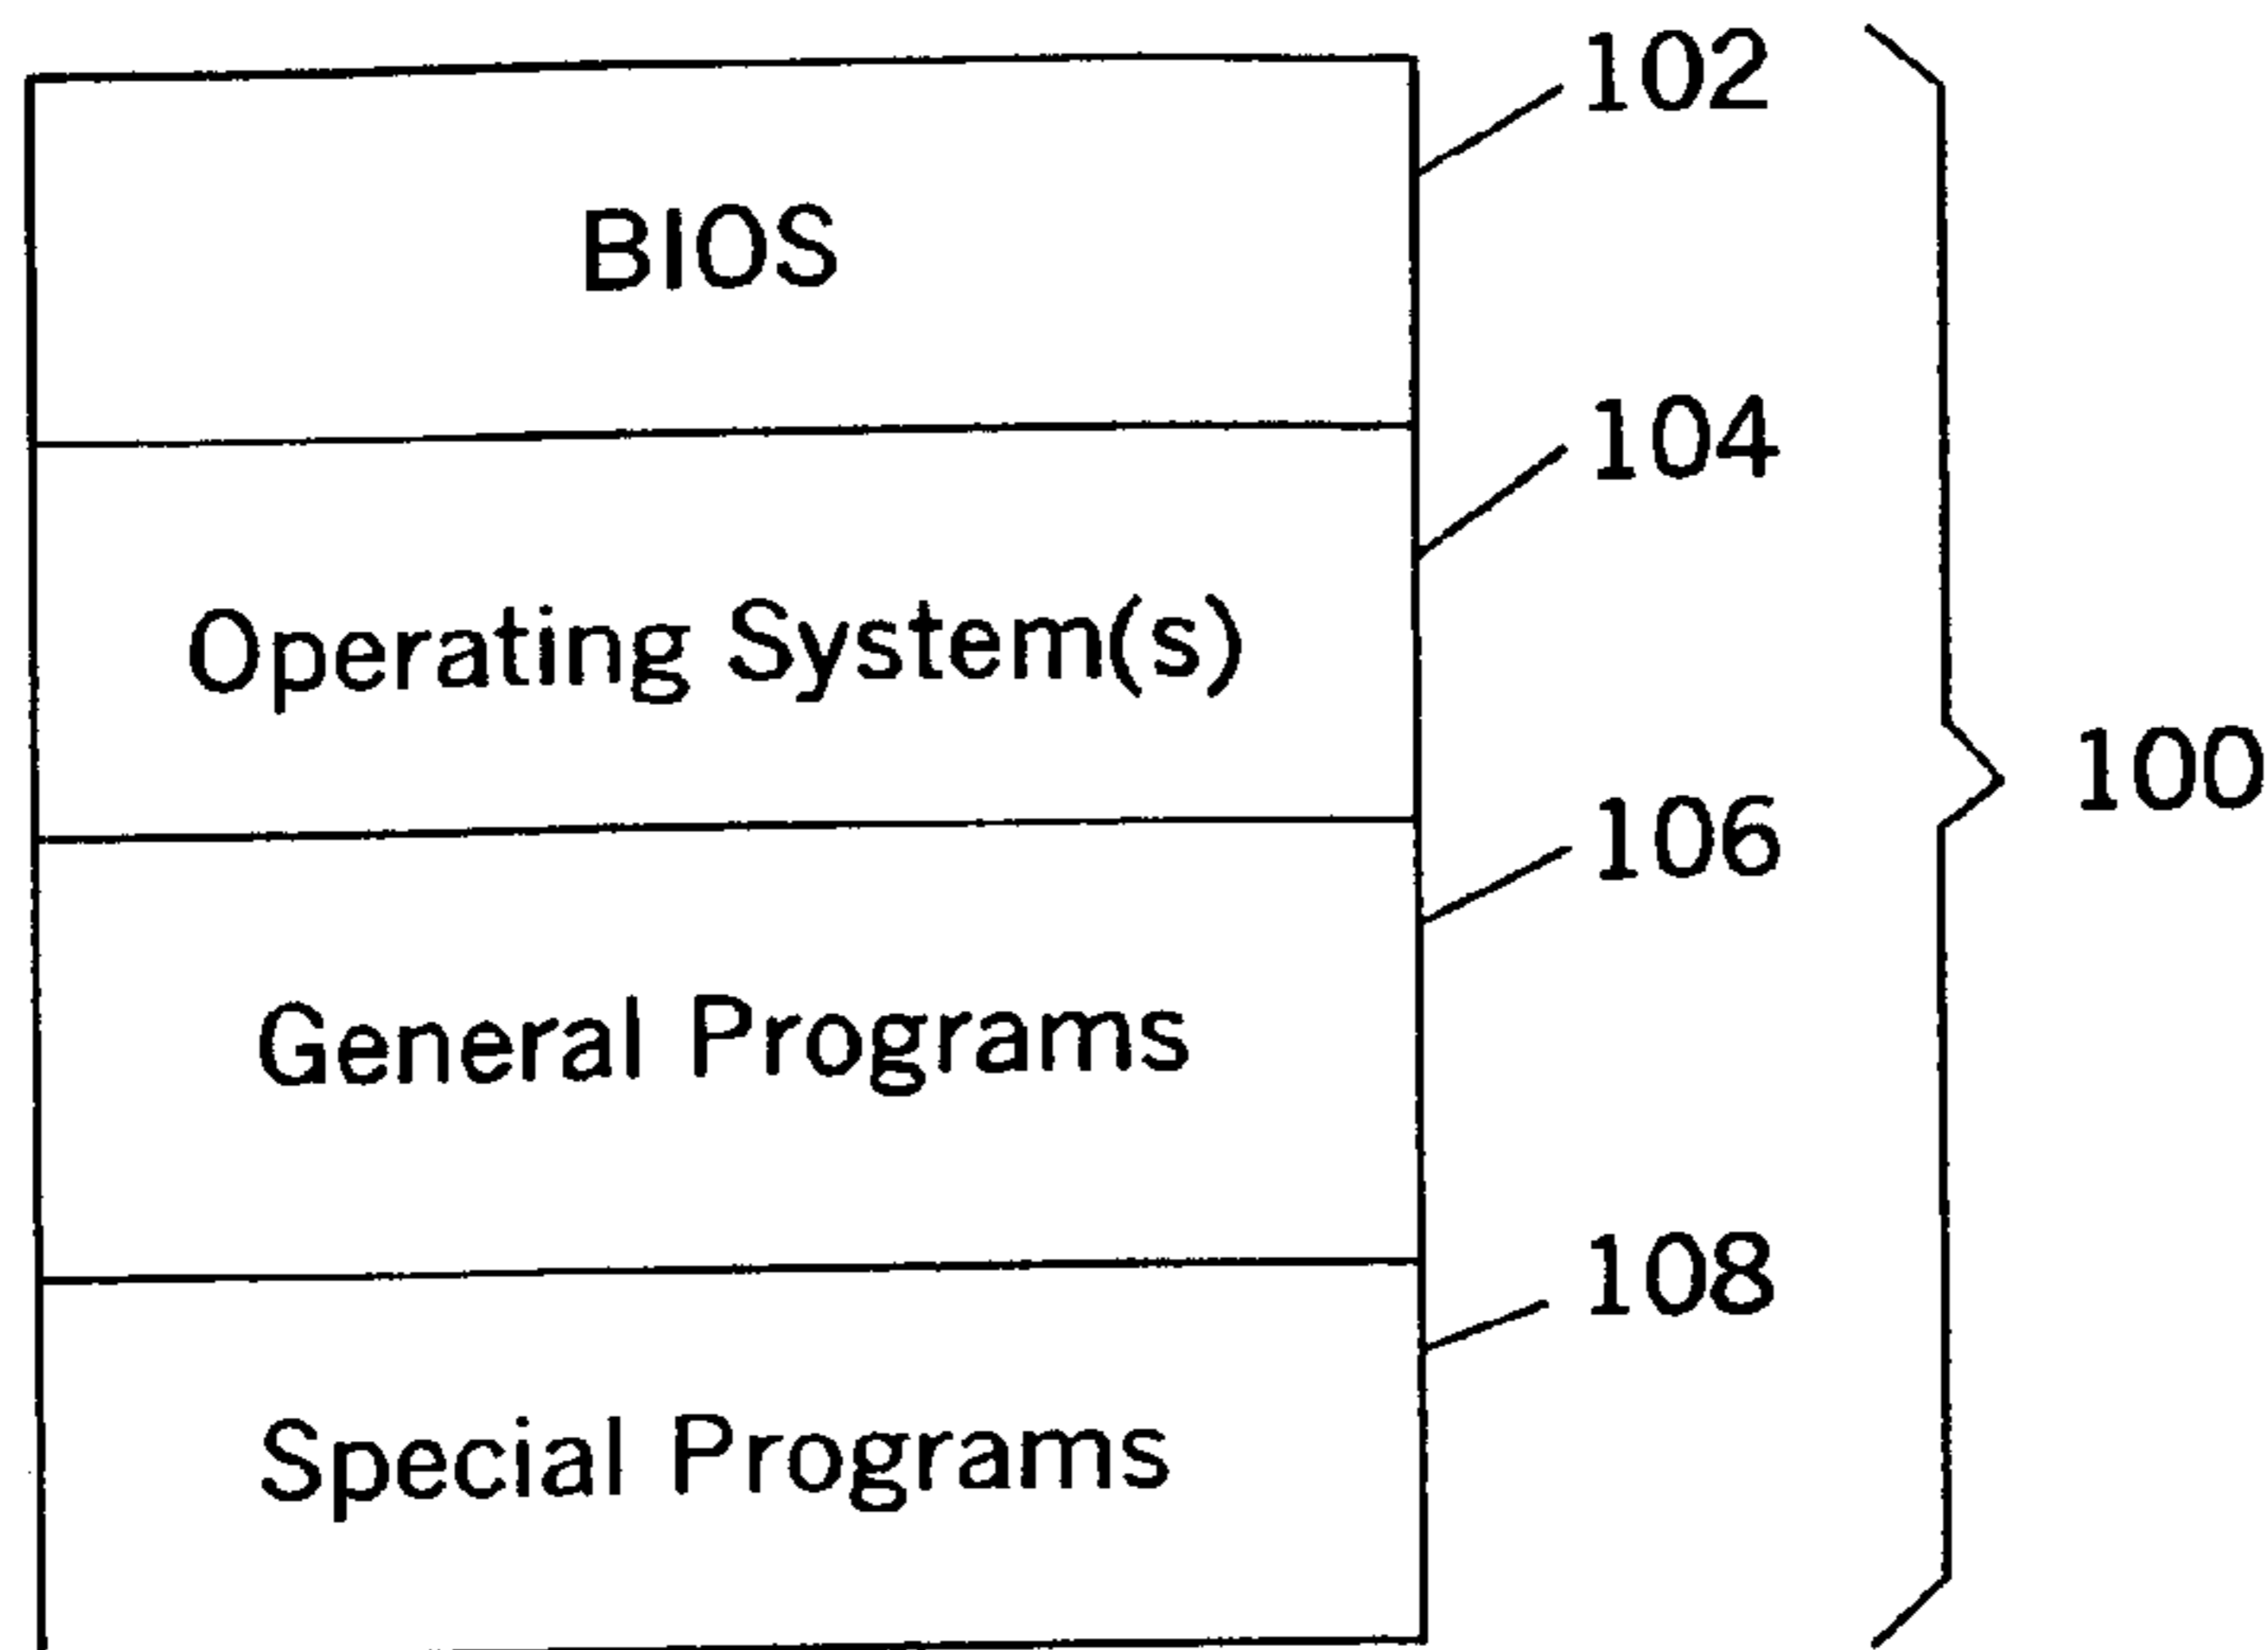 102
BIOS
104
Operating System(s)
100
106
General Programs
108
Special Programs